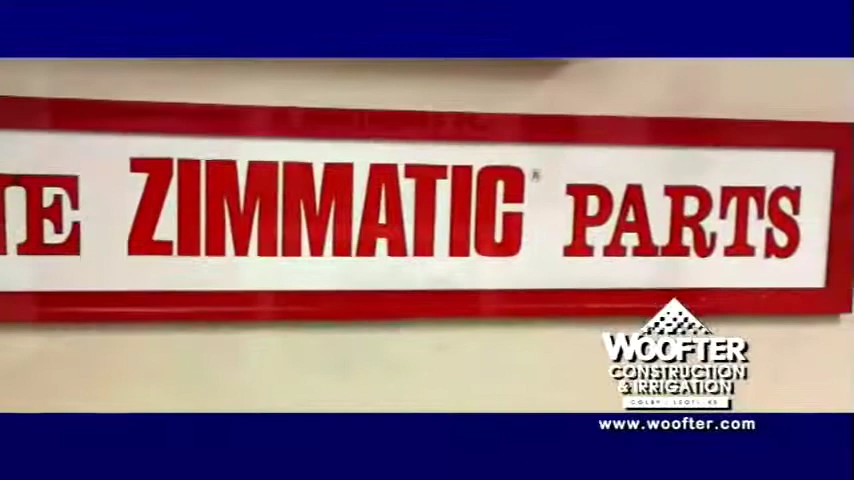 ZIMMATIC® PARTS
WOOFTER
CONSTRUCTION
& IRRIGATION
www.woofter.com